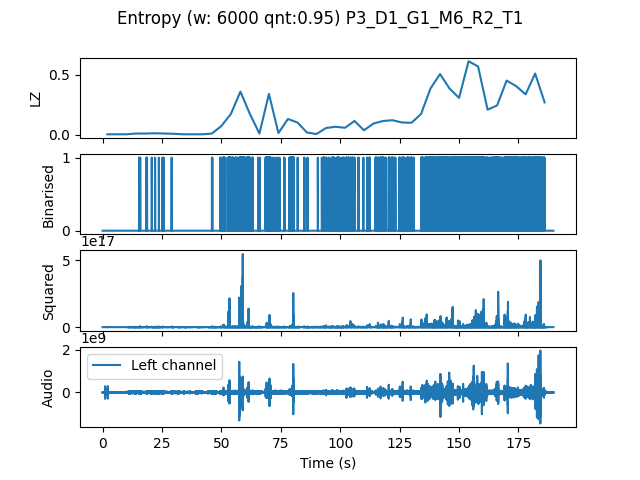 Entropy (w: 6000 qnt:0.95) P3_D1_G1_M6_R2_T1
0.5
0.0
LZ
1
0
Binarised
1e17
5
0
Squared
1e9
2
0
Audio
Left channel
0 25 50 75 100 125 150 175
Time (s)